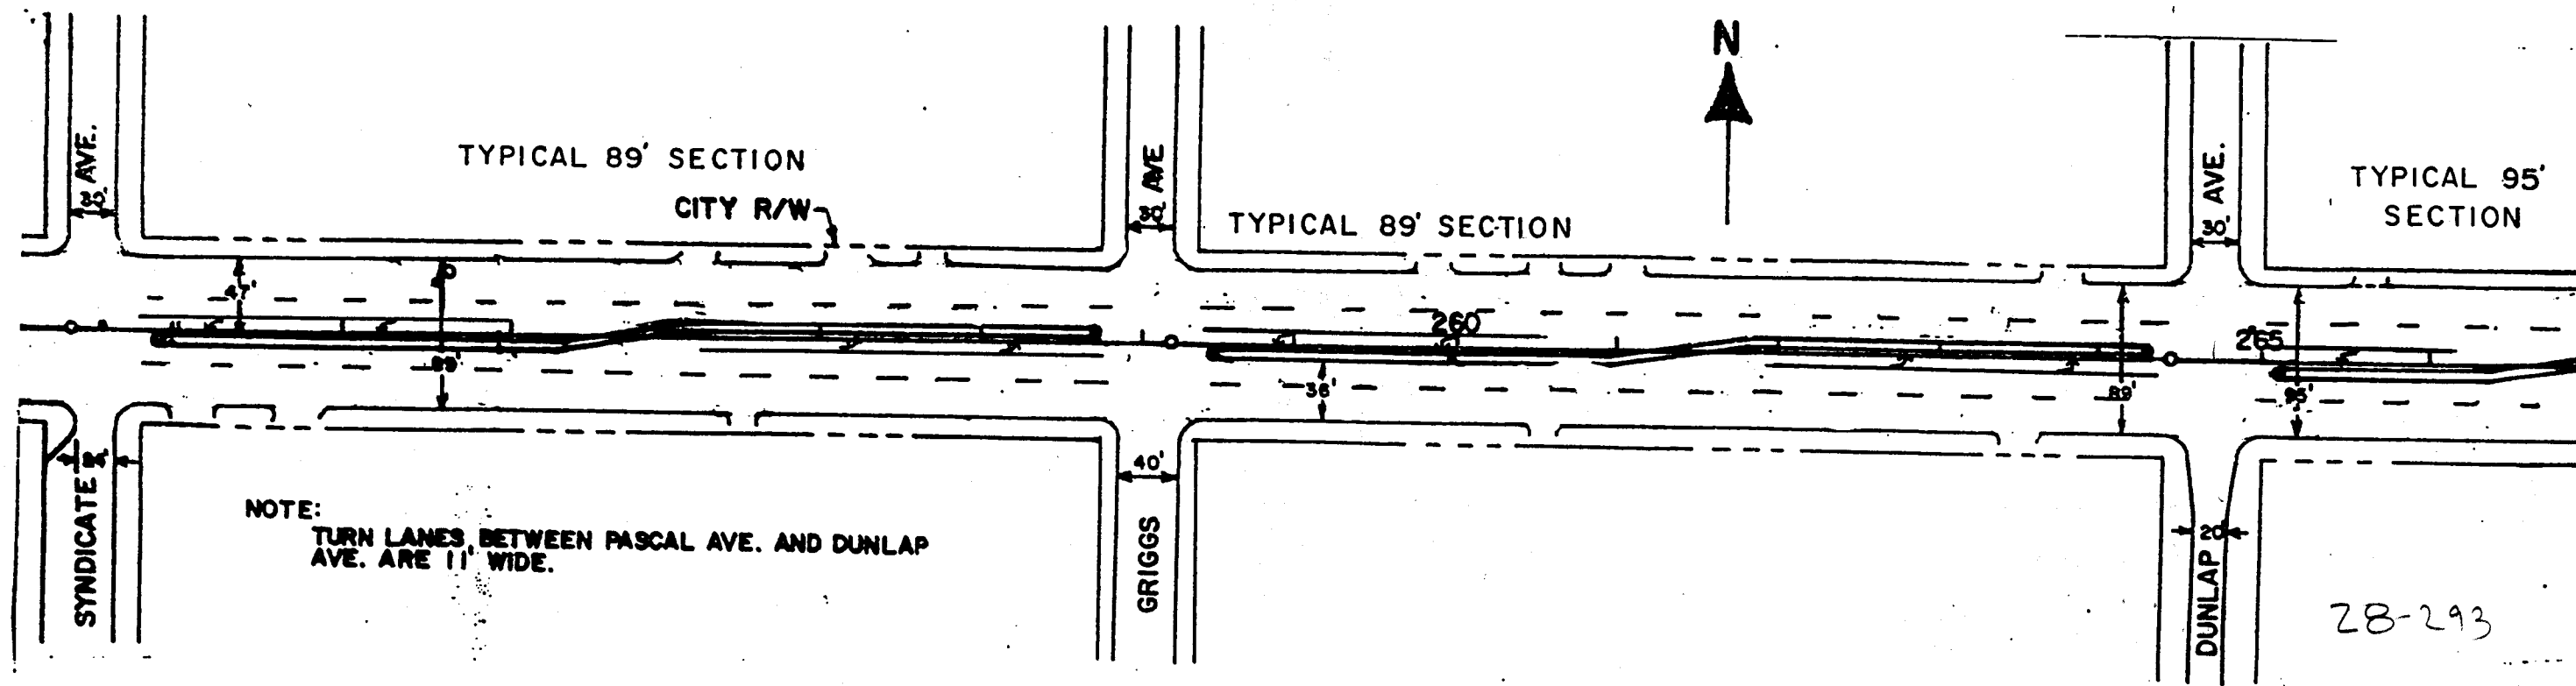 N
TYPICAL 89' SECTION
CITY R/W
TYPICAL 89' SECTION
TYPICAL 95'
SECTION
AVE.
AVE
30'
AVE.
30'
47'
89'
260
36'
89'
265
95'
SYNDICATE
24'
NOTE:
TURN LANES BETWEEN PASCAL AVE. AND DUNLAP
AVE. ARE 11' WIDE.
GRIGGS
40'
DUNLAP
20'
28-293